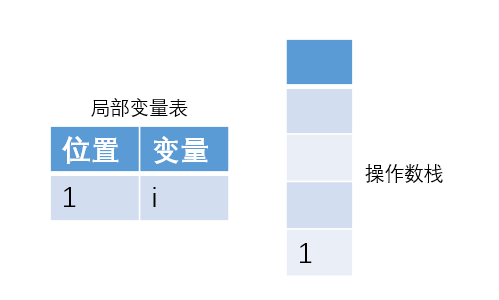 局部变量表
位置 变量
1 i
操作数栈
1